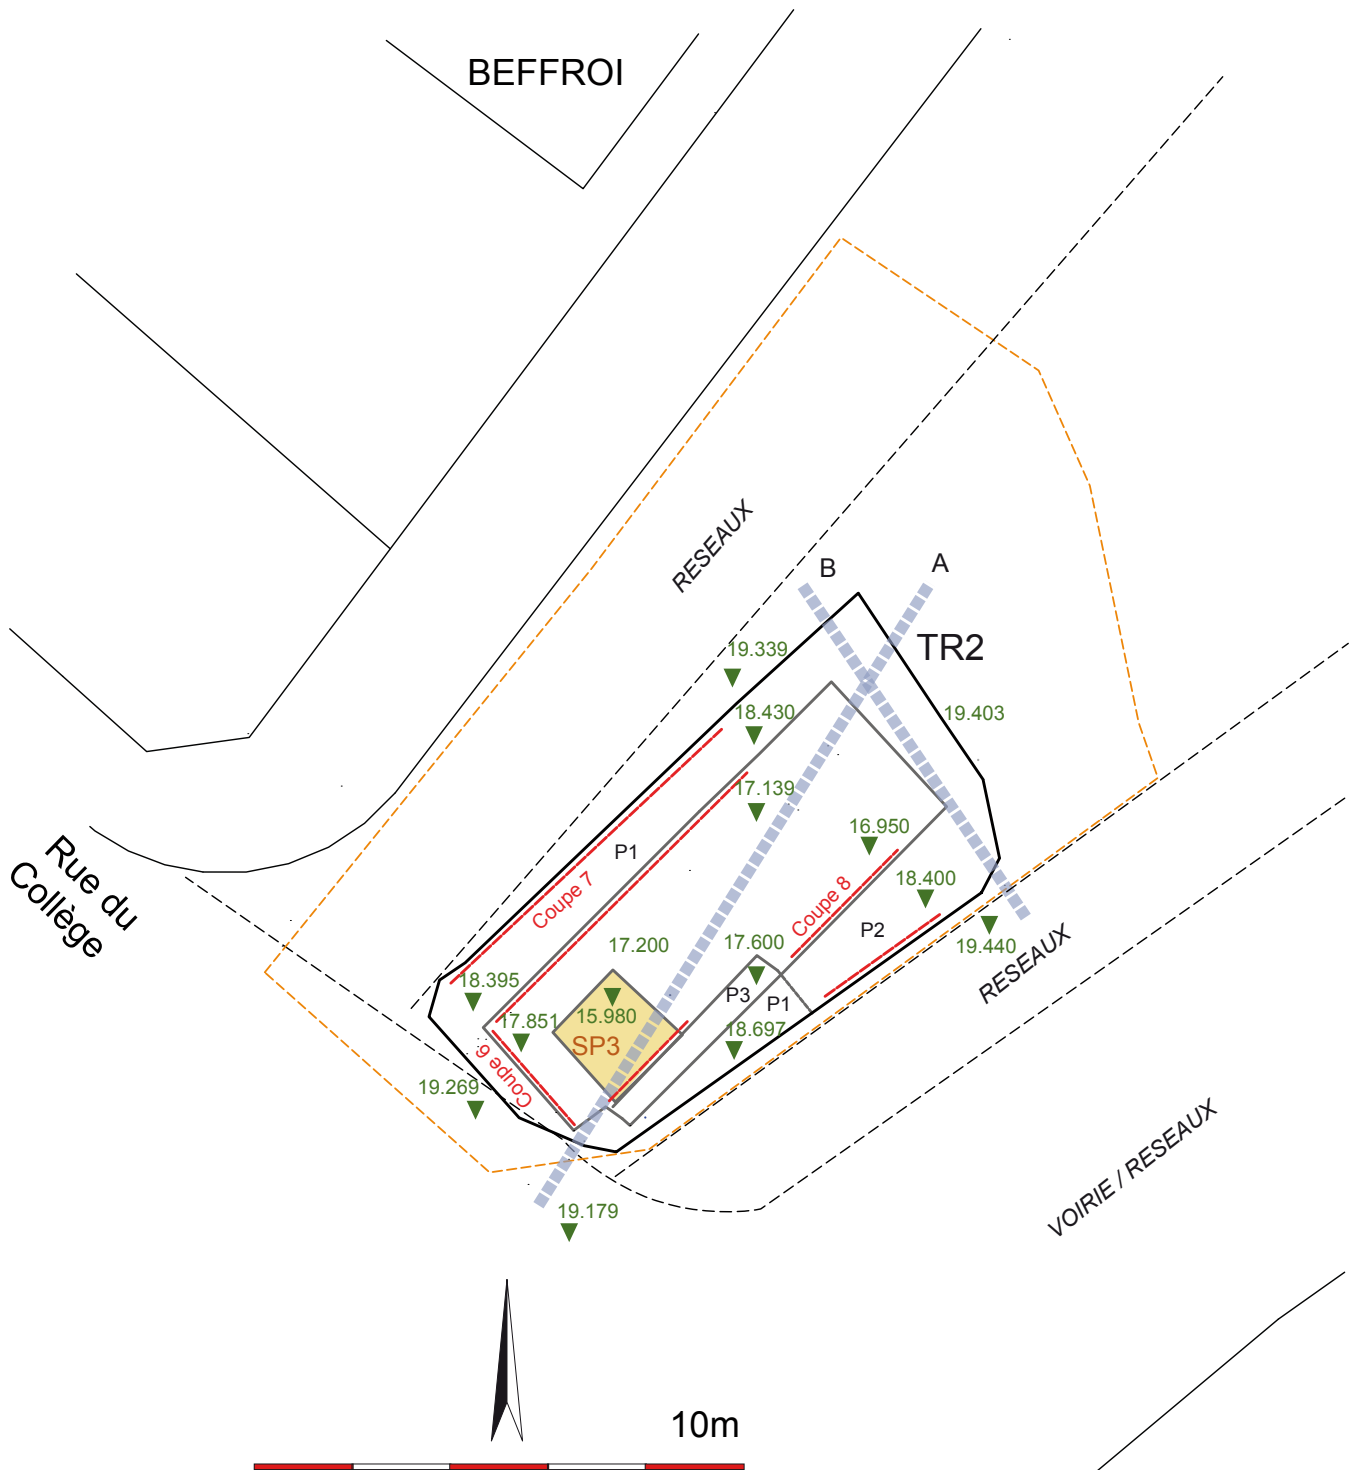 BEFFROI
RESEAUX
B
A
TR2
19.339
18.430
19.403
17.139
16.950
P1
Coupe 7
Coupe 8
18.400
P2
Rue du
Collège
17.200
17.600
19.440
RESEAUX
18.395
P3
P1
17.851
15.980
18.697
SP3
Coupe 6
19.269
VOIRIE / RESEAUX
19.179
10m